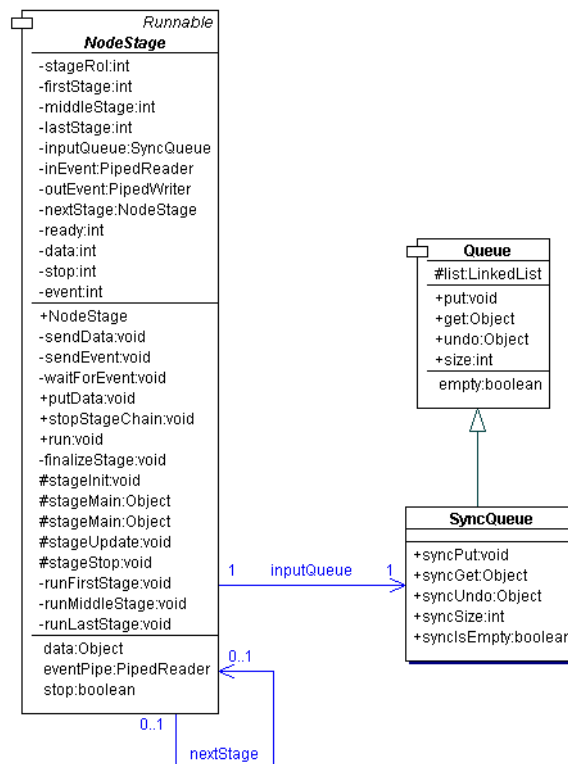 Runnable
NodeStage
-stageRol:int
-firstStage:int
-middleStage:int
-lastStage:int
-inputQueue:SyncQueue
-inEvent:PipedReader
-outEvent:PipedWriter
-nextStage:NodeStage
-ready:int
-data:int
-stop:int
-event:int
+NodeStage
-sendData:void
-sendEvent:void
-waitForEvent:void
+putData:void
+stopStageChain:void
+run:void
-finalizeStage:void
#stageInit:void
#stageMain:Object
#stageMain:Object
#stageUpdate:void
#stageStop:void
-runFirstStage:void
-runMiddleStage:void
-runLastStage:void
data:Object
eventPipe:PipedReader
stop:boolean
Queue
#list:LinkedList
+put:void
+get:Object
+undo:Object
+size:int
empty:boolean
SyncQueue
+syncPut:void
+syncGet:Object
+syncUndo:Object
+syncSize:int
+syncIsEmpty:boolean
1 inputQueue 1
0..1
0..1
nextStage